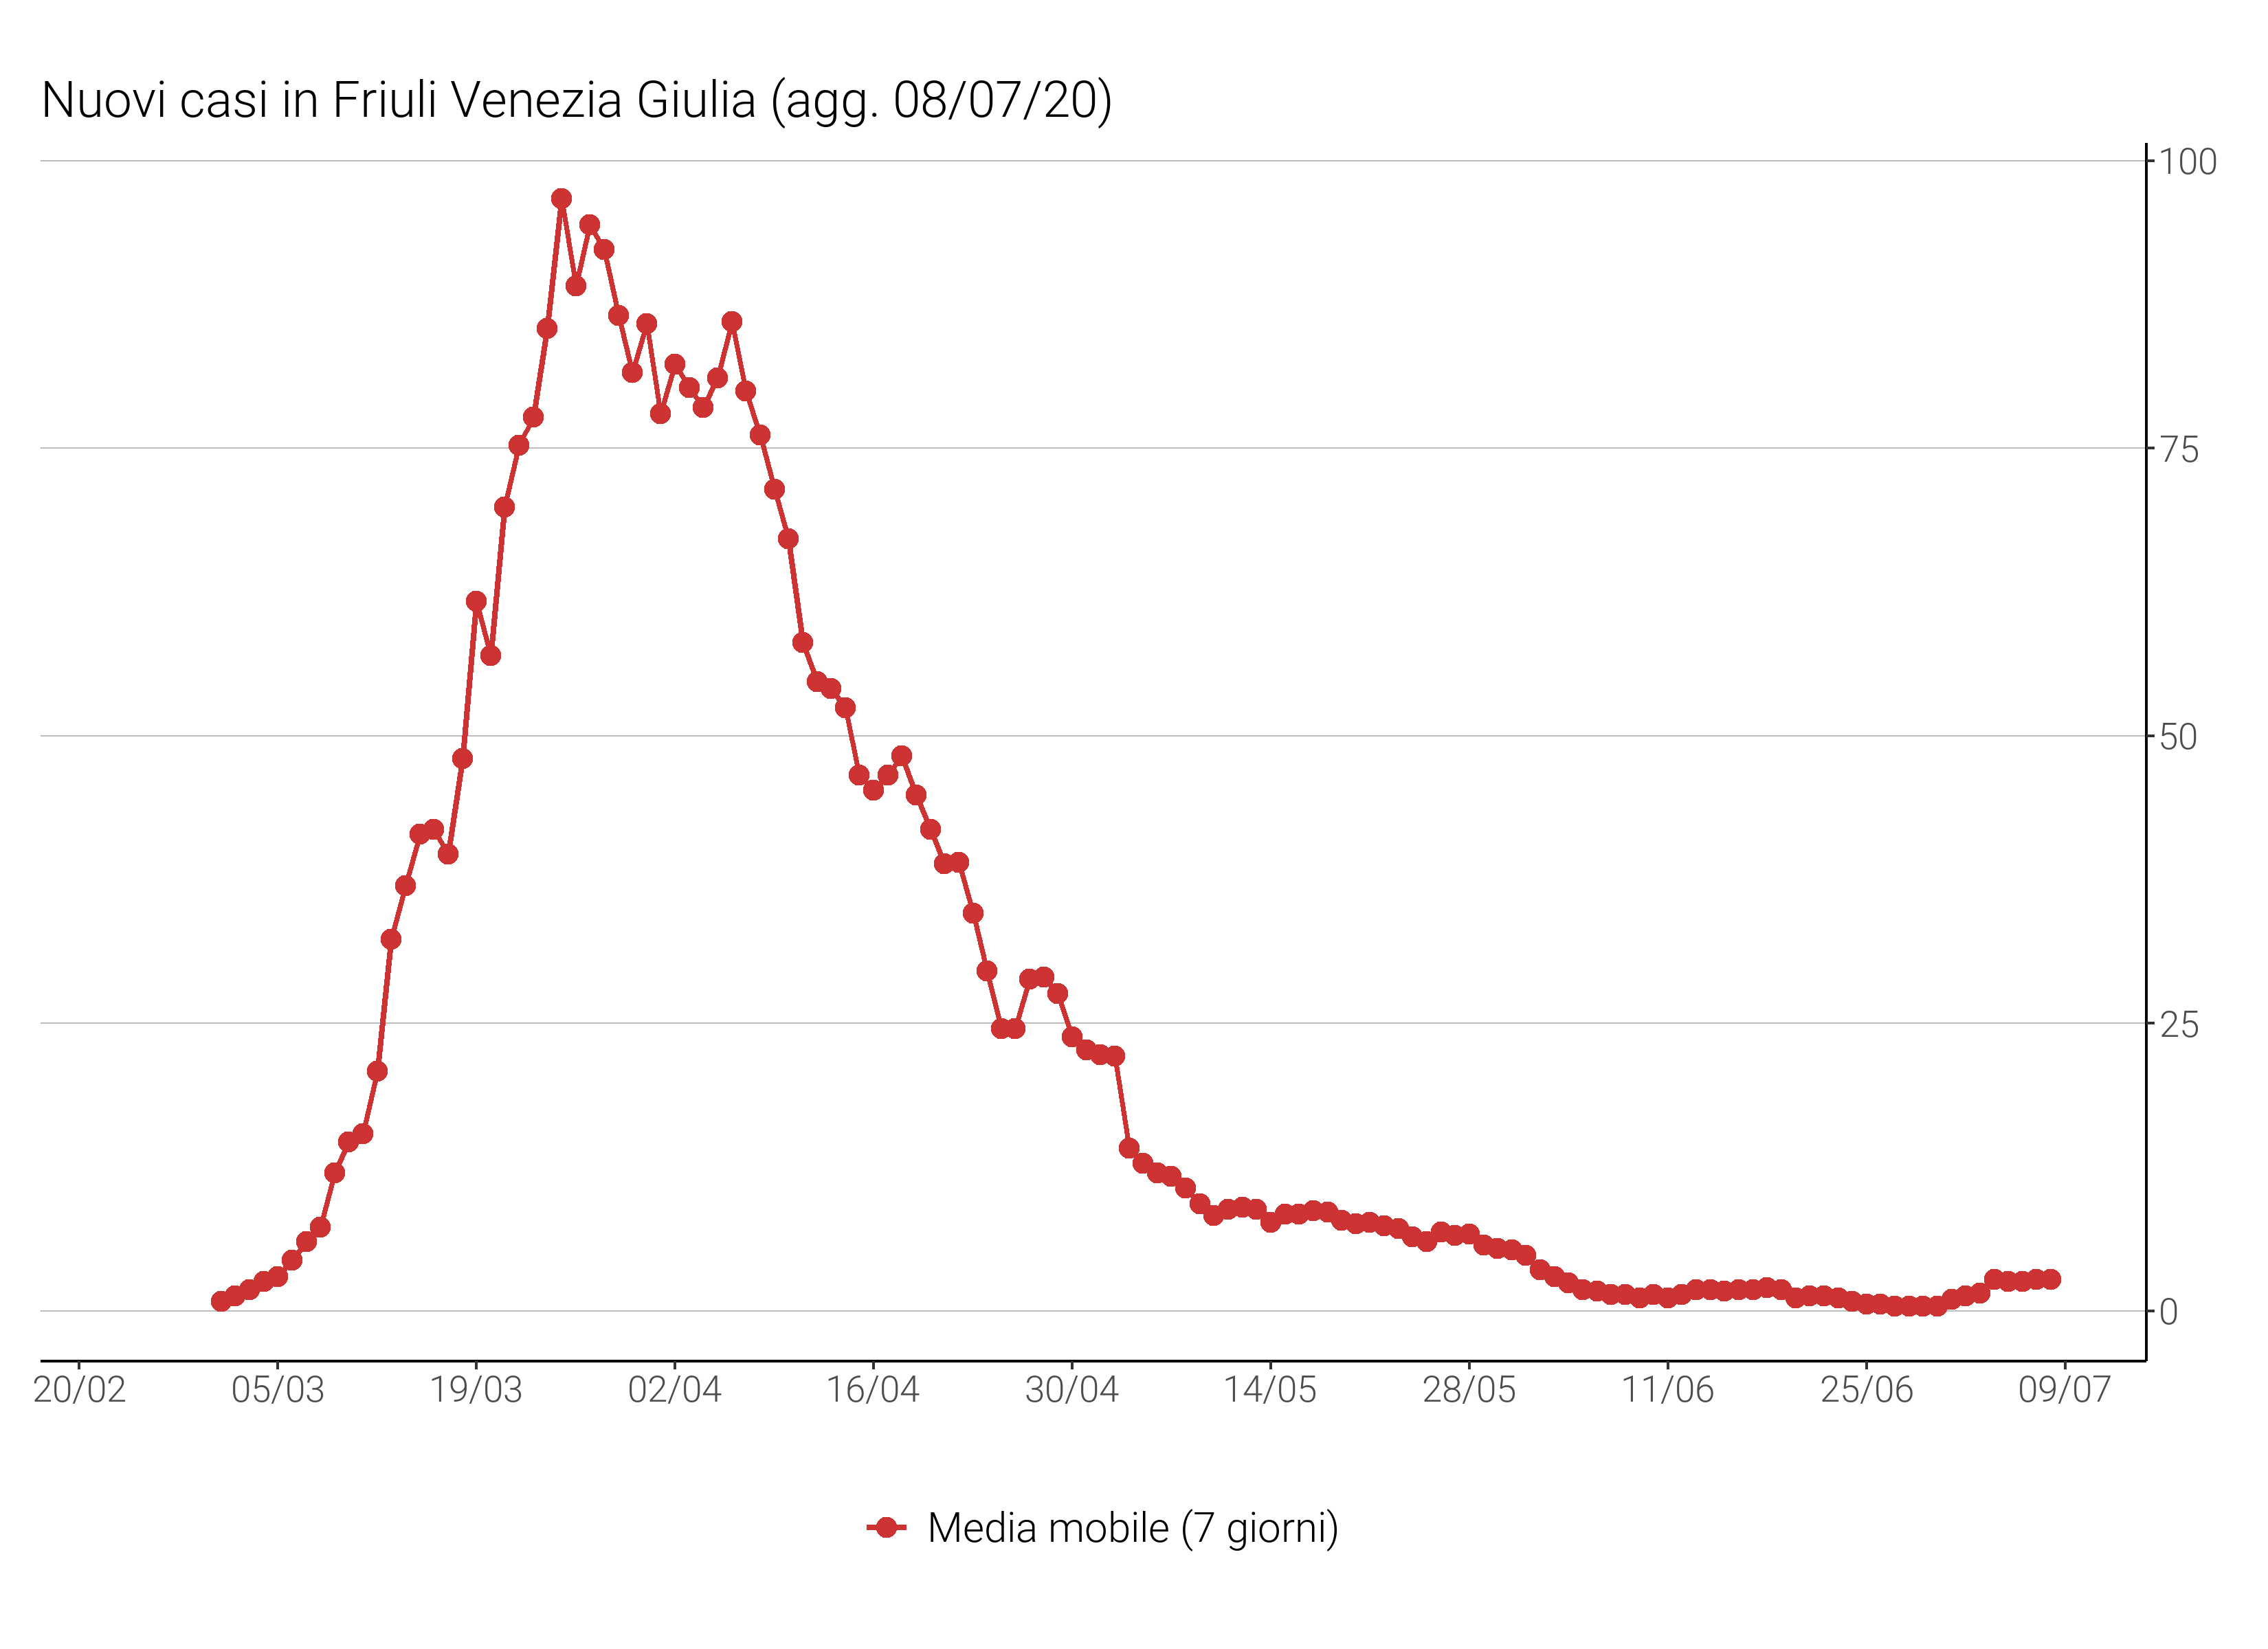 Nuovi casi in Friuli Venezia Giulia (agg. 08/07/20)
100
75
50
25
0
20/02 05/03 19/03 02/04 16/04 30/04 14/05 28/05 11/06 25/06 09/07
Media mobile (7 giorni)